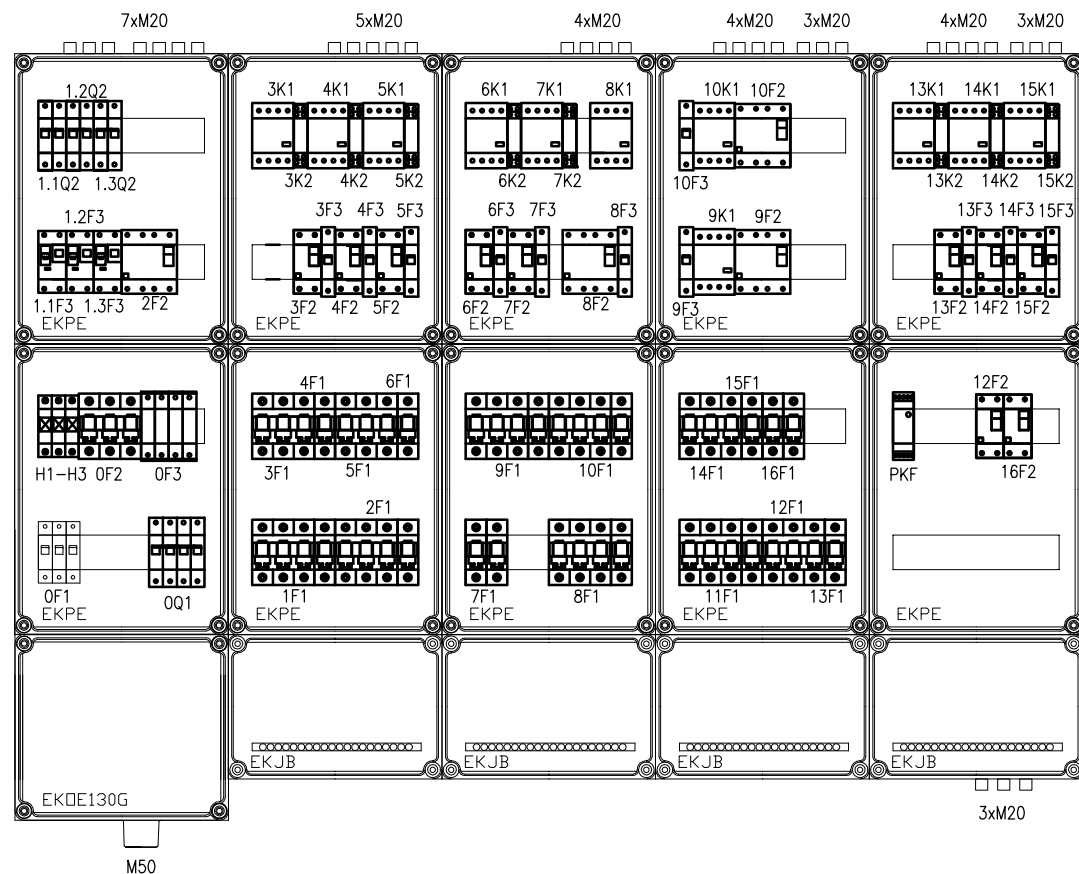 7xM20 5xM20 4xM20 4xM20 3xM20 4xM20 3xM20
1.2Q2
1.1Q2 1.3Q2
1.2F3
1.1F3 1.3F3 2F2
EKPE
3K1 4K1 5K1
3K2 4K2 5K2
3F3 4F3 5F3
3F2 4F2 5F2
EKPE
6K1 7K1 8K1
6K2 7K2
6F3 7F3 8F3
6F2 7F2 8F2
EKPE
10K1 10F2
10F3
9K1 9F2
9F3
EKPE
13K1 14K1 15K1
13K2 14K2 15K2
13F3 14F3 15F3
13F2 14F2 15F2
EKPE
H1-H3 0F2 0F3
0F1 0Q1
EKPE
4F1 6F1
3F1 5F1
2F1
1F1
EKPE
9F1 10F1
7F1 8F1
EKPE
15F1
14F1 16F1
12F1
11F1 13F1
EKPE
12F2
PKF 16F2
EKPE
EKOE130G
EKJB
EKJB
EKJB
EKJB
M50
3xM20